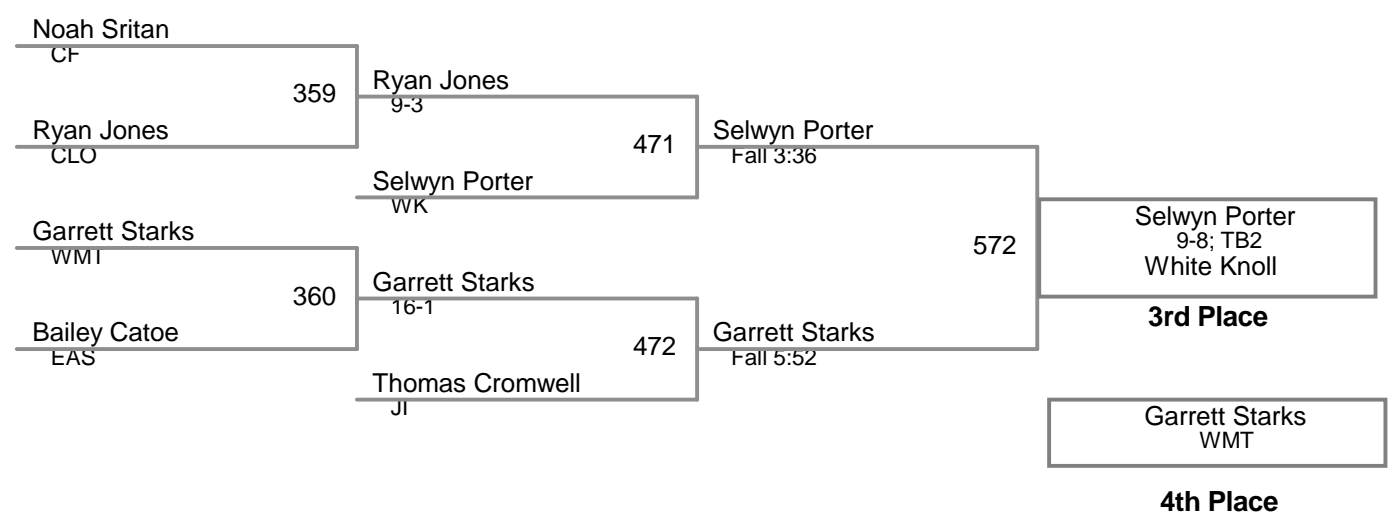 Noah Sritan
CF
359
Ryan Jones
9-3
Ryan Jones
CLO
471
Selwyn Porter
Fall 3:36
Selwyn Porter
WK
Garrett Starks
WMT
572
Selwyn Porter
9-8; TB2
White Knoll
3rd Place
360
Garrett Starks
16-1
Bailey Catoe
EAS
472
Garrett Starks
Fall 5:52
Thomas Cromwell
JI
Garrett Starks
WMT
4th Place